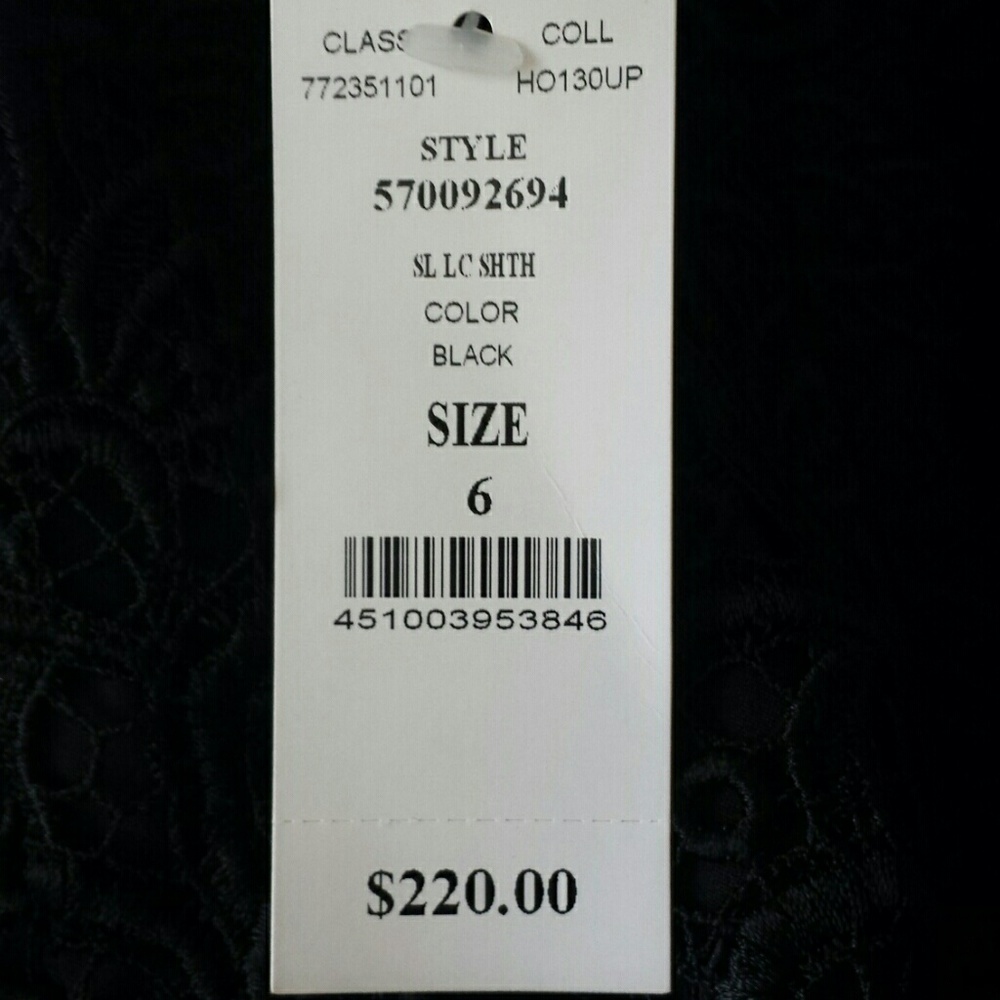 CLASS COLL
772351101 HO130UP
STYLE
570092694
SL LC SHTH
COLOR
BLACK
SIZE
6
451003953846
$220.00